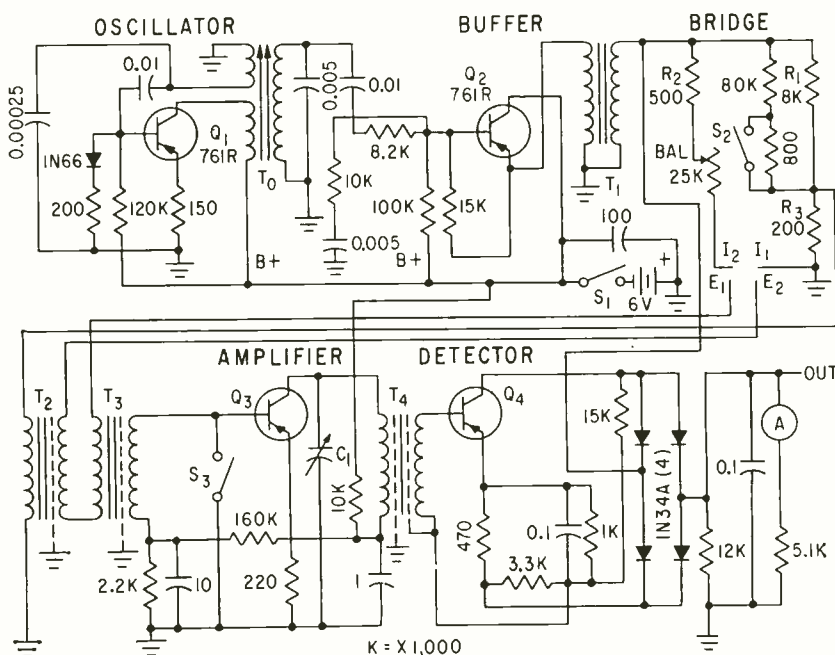 OSCILLATOR BUFFER BRIDGE
0.01
0.00025
1N66
200
120K
150
Q1
761R
T0
0.005
0.01
8.2K
10K
0.005
100K
15K
Q2
761R
T1
B+
B+
100
S1
6V
+
R2
500
BAL
25K
80K
S2
800
R1
8K
R3
200
I2 I1
E1 E2
AMPLIFIER DETECTOR
T2
T3
S3
Q3
C1
160K
2.2K
10
220
10K
1
T4
Q4
15K
470
0.1
1K
3.3K
1N34A (4)
12K
0.1
A
5.1K
OUT
K = X 1,000